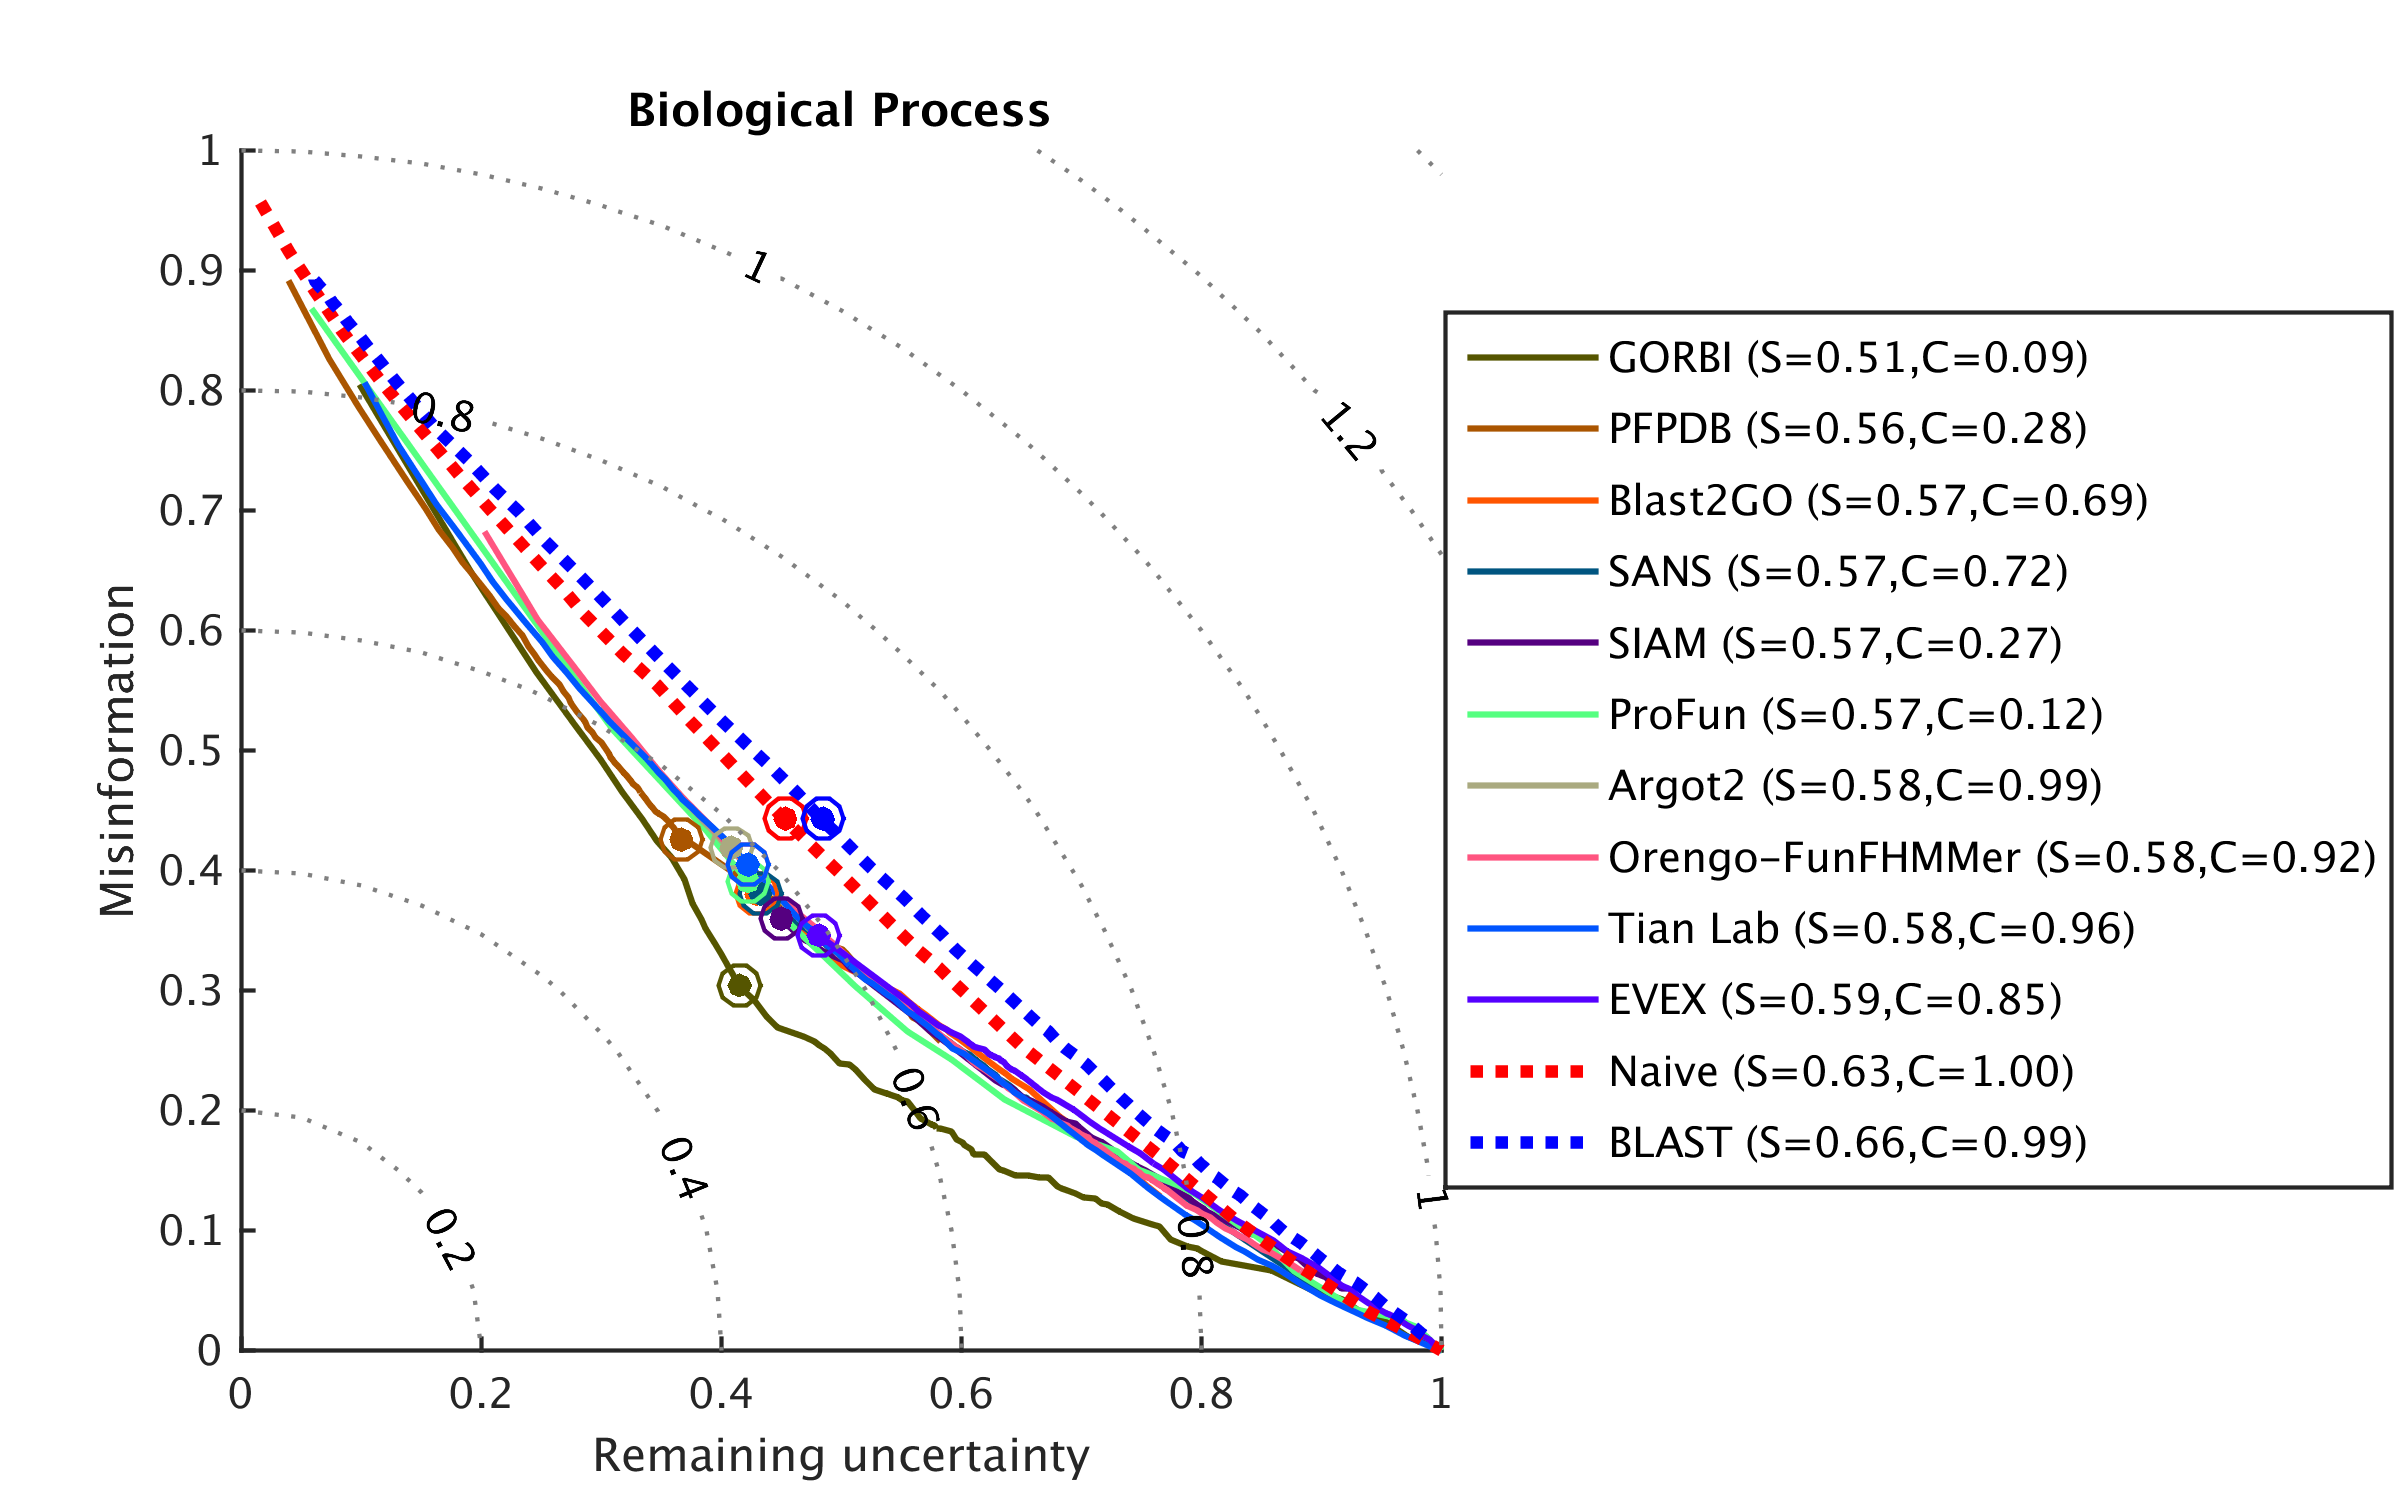 Biological Process
1
0.9
0.8
0.7
0.6
0.5
0.4
0.3
0.2
0.1
0
Misinformation
0
0.2
0.4
0.6
0.8
1
Remaining uncertainty
1
0.8
1.2
0.6
0.4
0.2
0.8
1
GORBI (S=0.51,C=0.09)
PFPDB (S=0.56,C=0.28)
Blast2GO (S=0.57,C=0.69)
SANS (S=0.57,C=0.72)
SIAM (S=0.57,C=0.27)
ProFun (S=0.57,C=0.12)
Argot2 (S=0.58,C=0.99)
Orengo-FunFHMMer (S=0.58,C=0.92)
Tian Lab (S=0.58,C=0.96)
EVEX (S=0.59,C=0.85)
Naive (S=0.63,C=1.00)
BLAST (S=0.66,C=0.99)